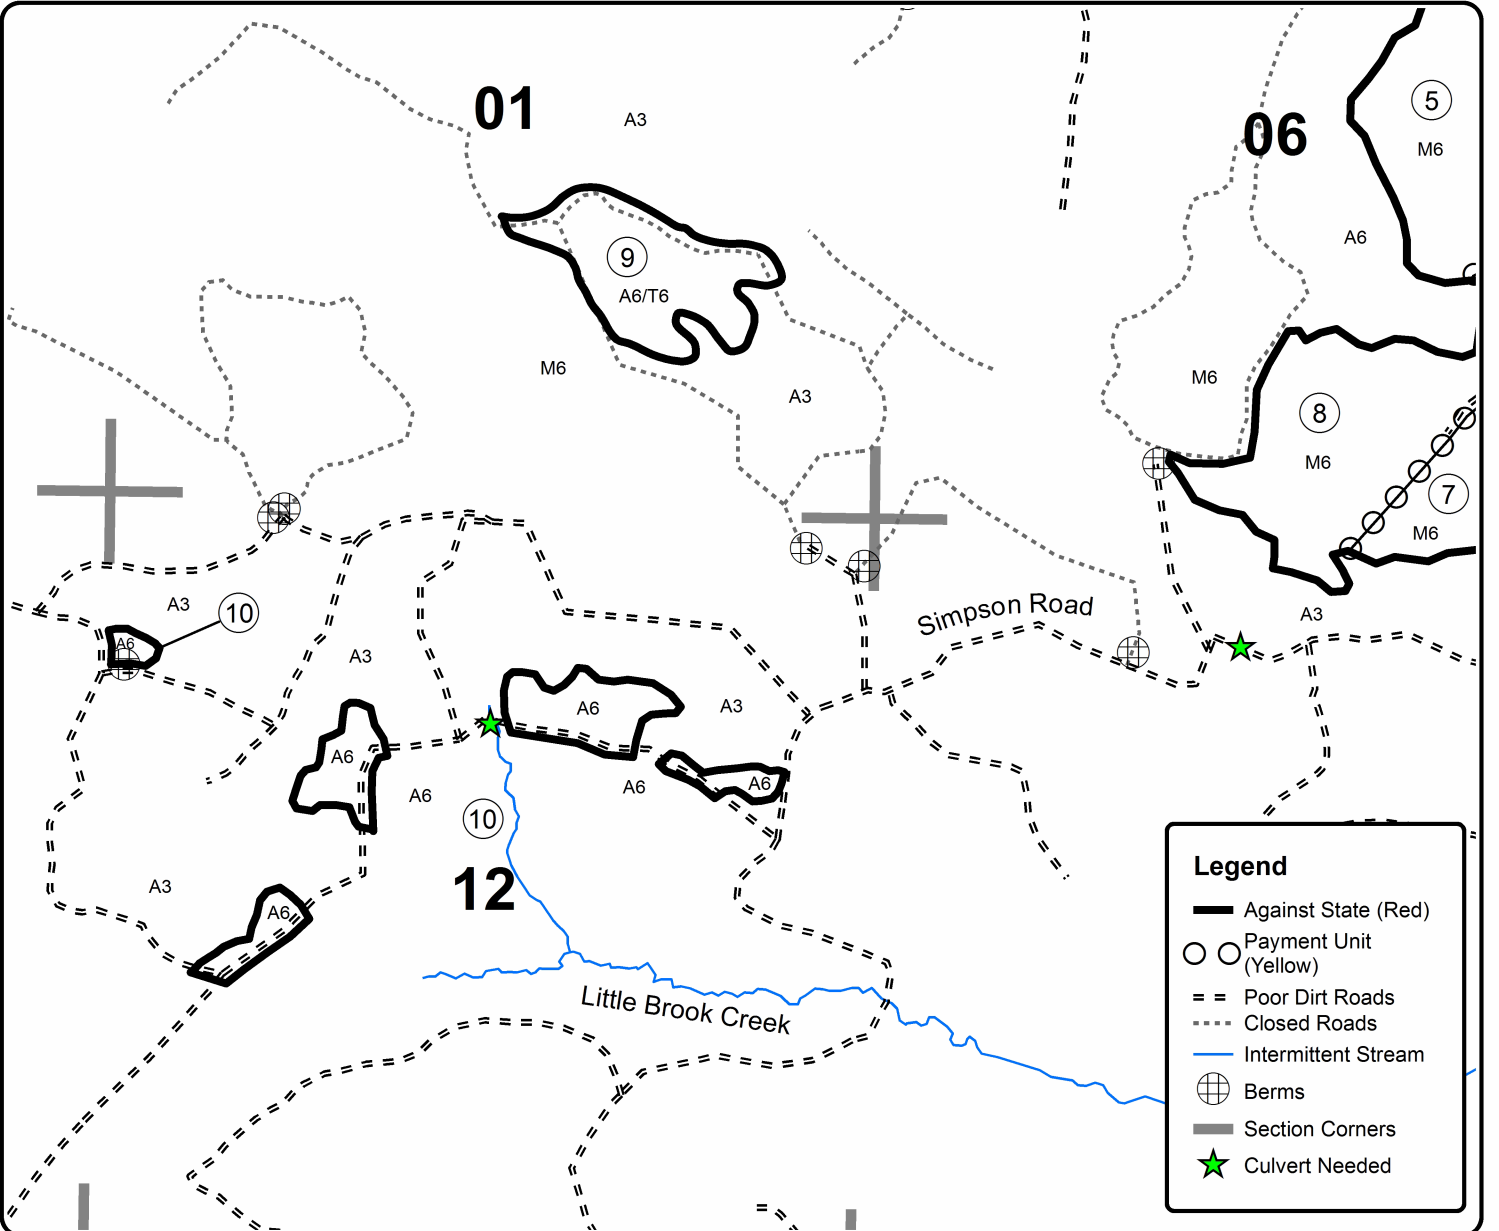 01
A3
06
5
M6
A6
9
A6/T6
M6
A3
M6
8
M6
7
M6
A3
10
A6
A3
Simpson Road
A3
A6
A3
A6
A6
A6
A6
10
12
A3
A6
Little Brook Creek
Legend
Against State (Red)
Payment Unit
(Yellow)
Poor Dirt Roads
Closed Roads
Intermittent Stream
Berms
Section Corners
Culvert Needed